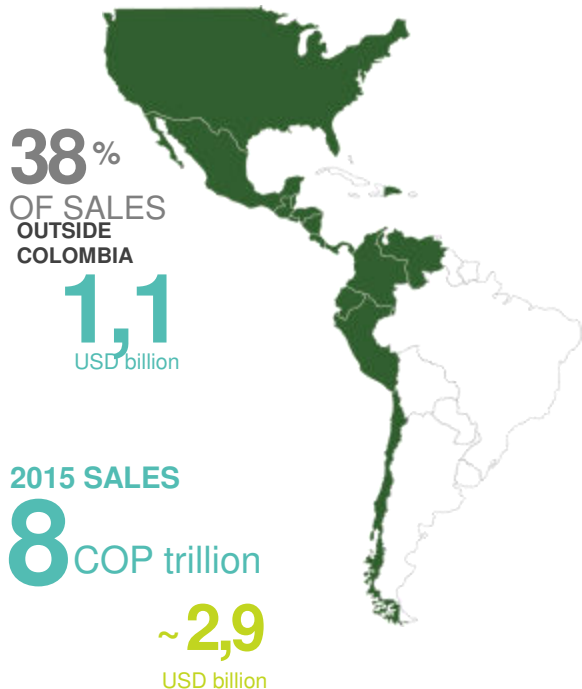 38%
OF SALES
OUTSIDE
COLOMBIA
1,1
USD billion
2015 SALES
8 COP trillion
~2,9
USD billion